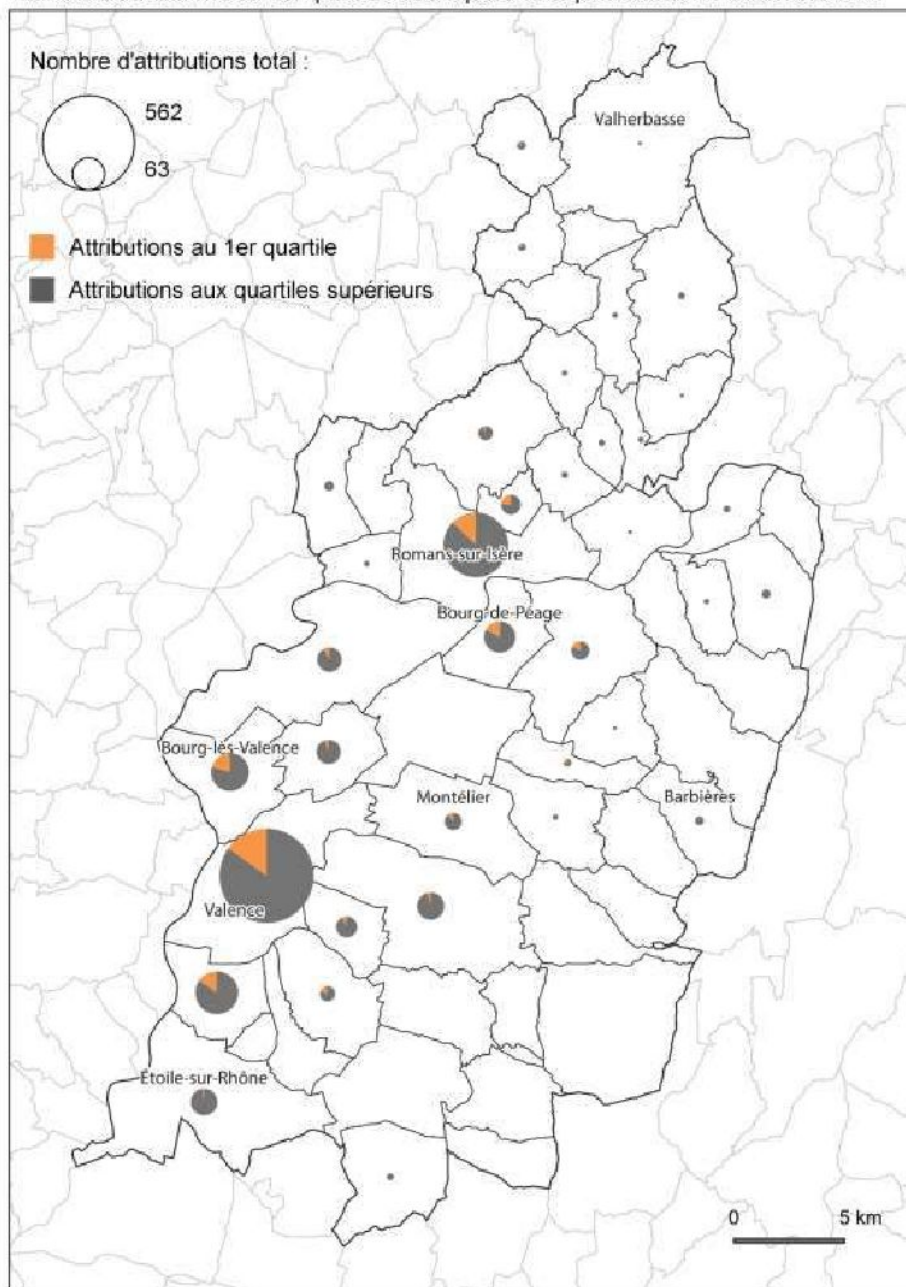 Nombre d'attributions total :
562
63
Attributions au 1er quartile
Attributions aux quartiles supérieurs
Valherbasse
Romans-sur-Isère
Bourg-de-Péage
Bourg-lès-Valence
Montélier
Barbières
Valence
Étoile-sur-Rhône
0 5 km